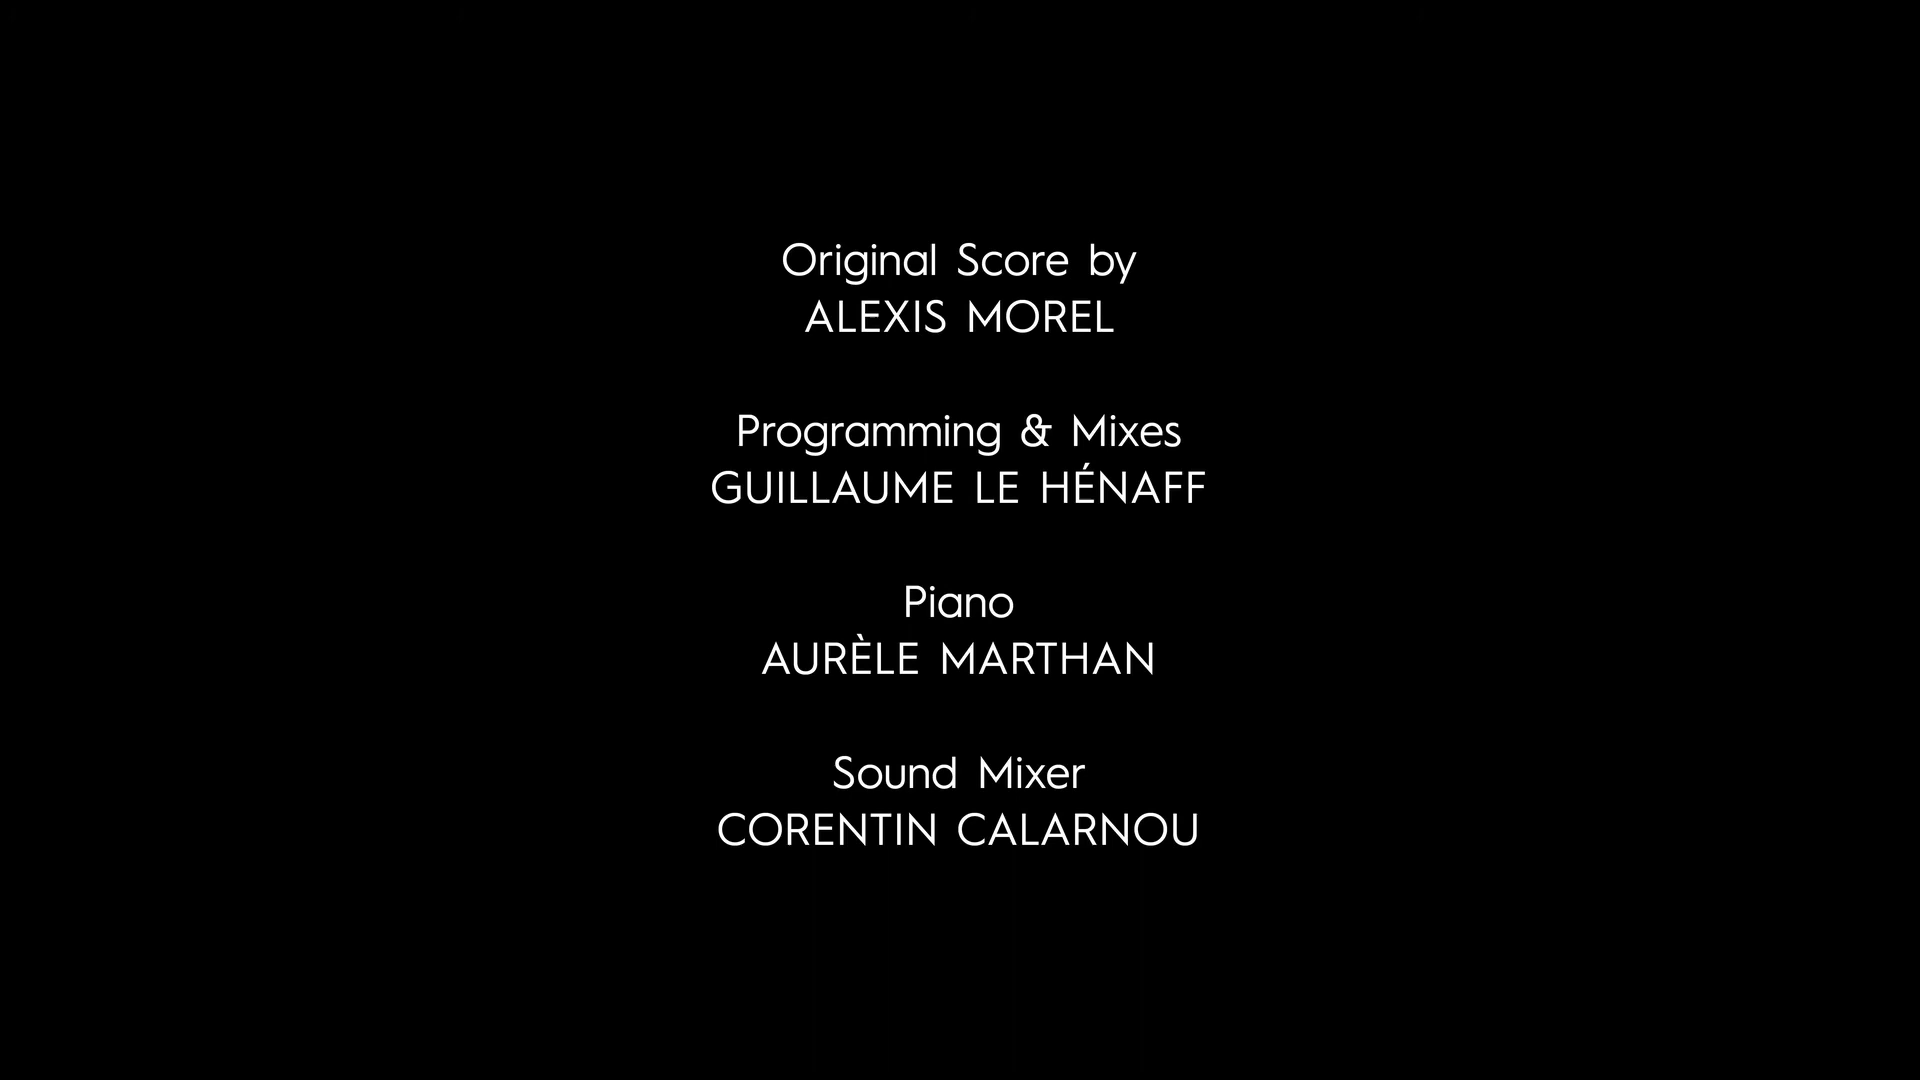 Original Score by
ALEXIS MOREL
Programming & Mixes
GUILLAUME LE HÉNAFF
Piano
AURÈLE MARTHAN
Sound Mixer
CORENTIN CALARNOU